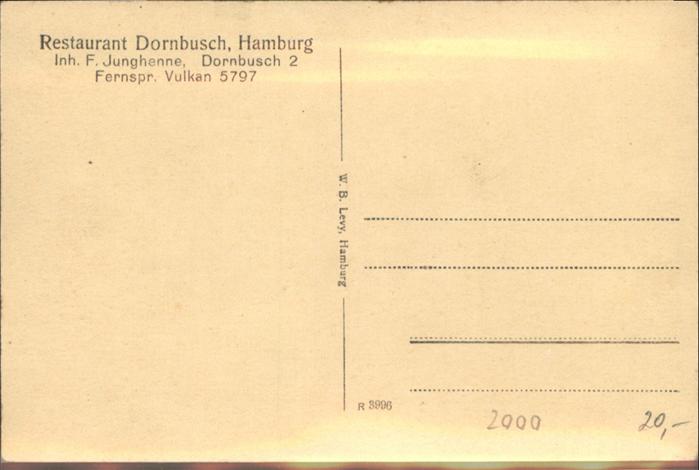 Restaurant Dornbusch, Hamburg
Inh. F. Junghenne, Dornbusch 2
Fernspr. Vulkan 5797
W. B. Levy, Hamburg
R 3996
2000
20,-